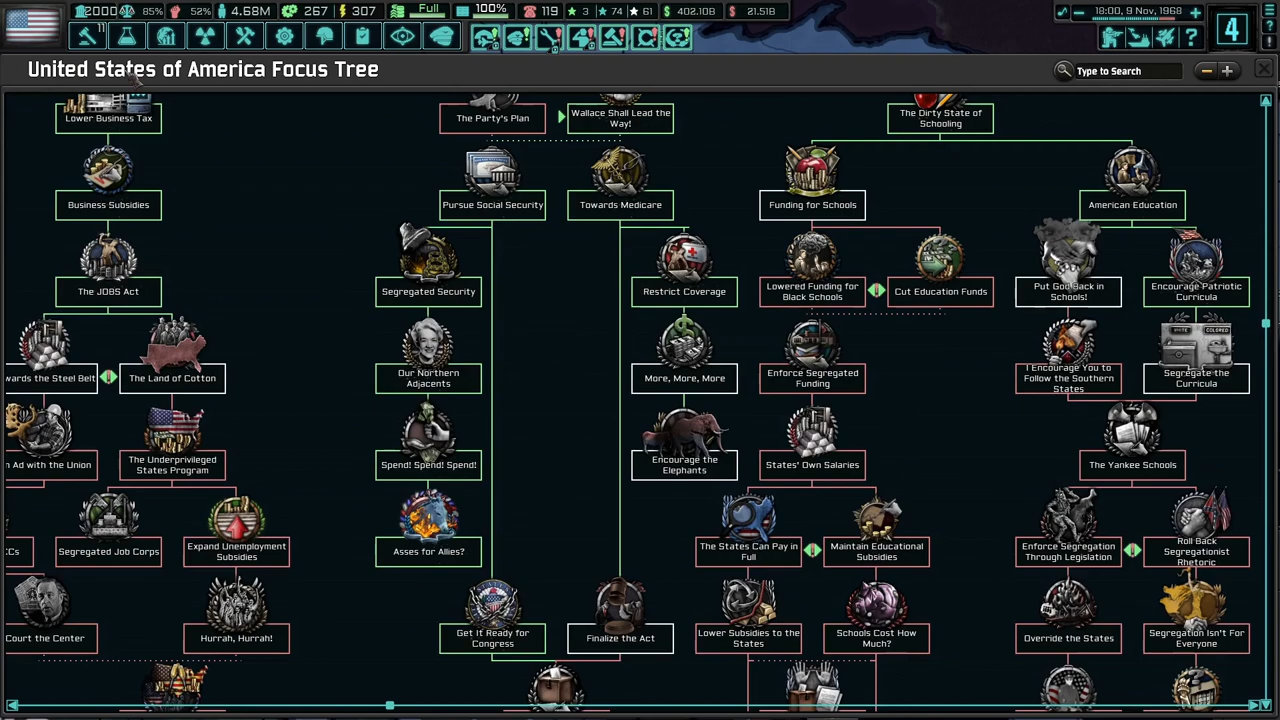 2000 85% 52% 4.68M 267 307 Full 100% 119 3 74 61 402.10B 21.51B 18:00, 9 Nov, 1968
11
4
United States of America Focus Tree
Type to Search
Lower Business Tax
The Party's Plan
Wallace Shall Lead the
Way!
The Dirty State of
Schooling
Business Subsidies
Pursue Social Security
Towards Medicare
Funding for Schools
American Education
The JOBS Act
Segregated Security
Restrict Coverage
Lowered Funding for
Black Schools
Cut Education Funds
Put God Back in
Schools!
Encourage Patriotic
Curricula
WHITE COLORED
wards the Steel Belt
The Land of Cotton
Our Northern
Adjacents
More, More, More
Enforce Segregated
Funding
I Encourage You to
Follow the Southern
States
Segregate the
Curricula
n Ad with the Union
The Underprivileged
States Program
Spend! Spend! Spend!
Encourage the
Elephants
States' Own Salaries
The Yankee Schools
Cs
Segregated Job Corps
Expand Unemployment
Subsidies
Asses for Allies?
The States Can Pay in
Full
Maintain Educational
Subsidies
Enforce Segregation
Through Legislation
Roll Back
Segregationist
Rhetoric
Court the Center
Hurrah, Hurrah!
Get It Ready for
Congress
Finalize the Act
Lower Subsidies to the
States
Schools Cost How
Much?
Override the States
Segregation Isn't For
Everyone